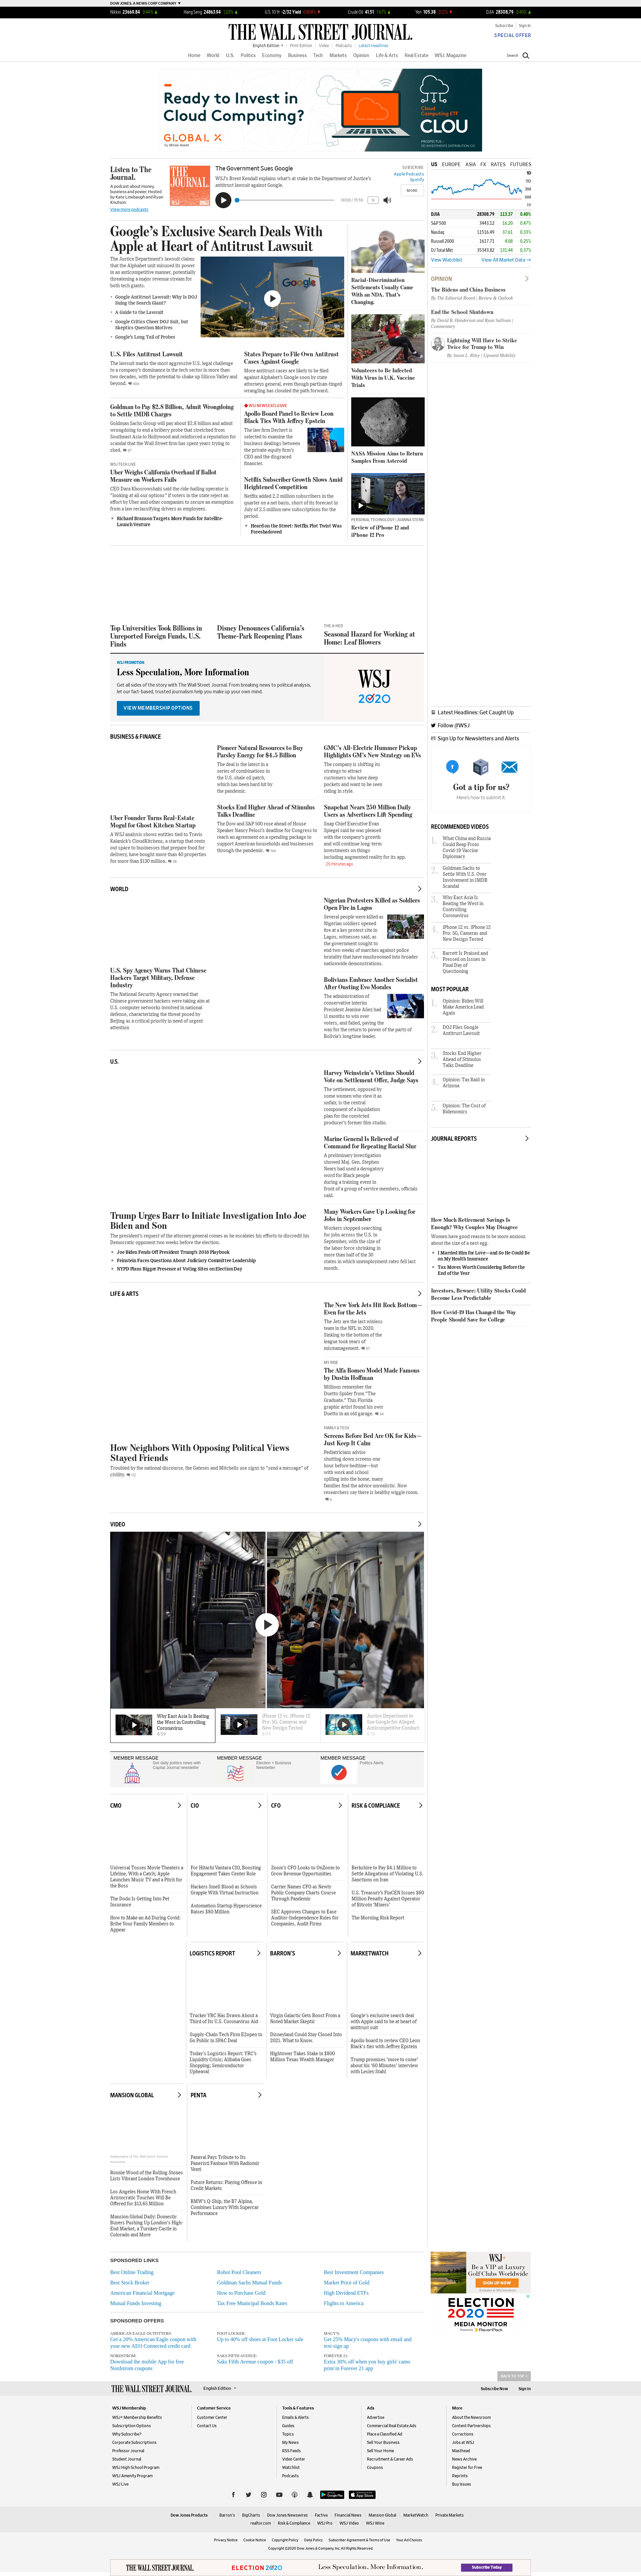 DOW JONES, A NEWS CORP COMPANY
Nikkei 23669.84 0.44%
Hang Seng 24863.94 1.20%
U.S. 10 Yr -2/32 Yield
Crude Oil 41.51
Yen 105.38
DJIA 28308.79 0.40%
THE WALL STREET JOURNAL.
Subscribe | Sign In
SPECIAL OFFER
English Edition | Print Edition | Video | Podcasts | Latest Headlines
Home World U.S. Politics Economy Business Tech Markets Opinion Life & Arts Real Estate WSJ. Magazine
Search
Ready to Invest in Cloud Computing?
GLOBAL X
by Mirae Asset
CLOU
Listen to The Journal.
A podcast about money, business and power. Hosted by Kate Linebaugh and Ryan Knutson.
View more podcasts
The Government Sues Google
WSJ's Brent Kendall explains what's at stake in the Department of Justice's antitrust lawsuit against Google.
SUBSCRIBE
Apple Podcasts
Spotify
MORE
US EUROPE ASIA FX RATES FUTURES
DJIA 28308.79 113.37 0.40%
S&P 500 3443.12 16.20 0.47%
Nasdaq 11516.49 37.61 0.33%
Russell 2000 1617.71 4.08 0.25%
DJ Total Mkt 35343.82 131.44 0.37%
View Watchlist
View All Market Data
Google's Exclusive Search Deals With Apple at Heart of Antitrust Lawsuit
The Justice Department's lawsuit claims that the Alphabet unit misused its power in an anticompetitive manner, potentially threatening a major revenue stream for both tech giants.
Google Antitrust Lawsuit: Why Is DOJ Suing the Search Giant?
A Guide to the Lawsuit
Google Critics Cheer DOJ Suit, but Skeptics Question Motives
Google's Long Trail of Probes
U.S. Files Antitrust Lawsuit
The lawsuit marks the most aggressive U.S. legal challenge to a company's dominance in the tech sector in more than two decades, with the potential to shake up Silicon Valley and beyond.
States Prepare to File Own Antitrust Cases Against Google
More antitrust cases are likely to be filed against Alphabet's Google soon by state attorneys general, even though partisan-tinged wrangling has clouded the path forward.
Goldman to Pay $2.8 Billion, Admit Wrongdoing to Settle 1MDB Charges
Goldman Sachs Group will pay about $2.8 billion and admit wrongdoing to end a bribery probe that stretched from Southeast Asia to Hollywood and reinforced a reputation for scandal that the Wall Street firm has spent years trying to shed.
WSJ NEWS EXCLUSIVE
Apollo Board Panel to Review Leon Black Ties With Jeffrey Epstein
The law firm Dechert is selected to examine the business dealings between the private-equity firm's CEO and the disgraced financier.
WSJ TECH LIVE
Uber Weighs California Overhaul if Ballot Measure on Workers Fails
CEO Dara Khosrowshahi said the ride-hailing operator is "looking at all our options" if voters in the state reject an effort by Uber and rivals to exempt them from a law reclassifying drivers as employees.
Richard Branson Targets More Funds for Satellite-Launch Venture
Netflix Subscriber Growth Slows Amid Heightened Competition
Netflix added 2.2 million subscribers in the quarter on a net basis, short of its forecast in July of 2.5 million new subscriptions for the period.
Heard on the Street: Netflix Plot Twist Was Foreshadowed
Racial-Discrimination Settlements Usually Came With an NDA. That's Changing.
Volunteers to Be Infected With Virus in U.K. Vaccine Trials
NASA Mission Aims to Return Samples From Asteroid
PERSONAL TECHNOLOGY | JOANNA STERN
Review of iPhone 12 and iPhone 12 Pro
OPINION
The Bidens and China Business
By The Editorial Board | Review & Outlook
End the School Shutdown
By David R. Henderson and Ryan Sullivan | Commentary
Lightning Will Have to Strike Twice for Trump to Win
By Jason L. Riley | Upward Mobility
Top Universities Took Billions in Unreported Foreign Funds, U.S. Finds
Disney Denounces California's Theme-Park Reopening Plans
THE A-HED
Seasonal Hazard for Working at Home: Leaf Blowers
WSJ PROMOTION
Less Speculation, More Information
Get all sides of the story with The Wall Street Journal. From breaking news to political analysis, let our fact-based, trusted journalism help you make up your own mind.
VIEW MEMBERSHIP OPTIONS
WSJ
2020
Latest Headlines: Get Caught Up
Follow @WSJ
Sign Up for Newsletters and Alerts
Got a tip for us?
Here's how to submit it.
BUSINESS & FINANCE
Uber Founder Turns Real-Estate Mogul for Ghost Kitchen Startup
A WSJ analysis shows entities tied to Travis Kalanick's CloudKitchens, a startup that rents out space to businesses that prepare food for delivery, have bought more than 40 properties for more than $130 million.
Pioneer Natural Resources to Buy Parsley Energy for $4.5 Billion
The deal is the latest in a series of combinations in the U.S. shale oil patch, which has been hard hit by the pandemic.
Stocks End Higher Ahead of Stimulus Talks Deadline
The Dow and S&P 500 rose ahead of House Speaker Nancy Pelosi's deadline for Congress to reach an agreement on a spending package to support American households and businesses through the pandemic.
GMC's All-Electric Hummer Pickup Highlights GM's New Strategy on EVs
The company is shifting its strategy to attract customers who have deep pockets and want to be seen riding in style.
Snapchat Nears 250 Million Daily Users as Advertisers Lift Spending
Snap Chief Executive Evan Spiegel said he was pleased with the company's growth and will continue long-term investments on things including augmented reality for its app.
25 minutes ago
RECOMMENDED VIDEOS
1. What China and Russia Could Reap From Covid-19 Vaccine Diplomacy
2. Goldman Sachs to Settle With U.S. Over Involvement in 1MDB Scandal
3. Why East Asia Is Beating the West in Controlling Coronavirus
4. iPhone 12 vs. iPhone 12 Pro: 5G, Cameras and New Design Tested
5. Barrett Is Praised and Pressed on Issues in Final Day of Questioning
MOST POPULAR
1. Opinion: Biden Will Make America Lead Again
2. DOJ Files Google Antitrust Lawsuit
3. Stocks End Higher Ahead of Stimulus Talks Deadline
4. Opinion: Tax Raid in Arizona
5. Opinion: The Cost of Bidenomics
WORLD
U.S. Spy Agency Warns That Chinese Hackers Target Military, Defense Industry
The National Security Agency warned that Chinese government hackers were taking aim at U.S. computer networks involved in national defense, characterizing the threat posed by Beijing as a critical priority in need of urgent attention
Nigerian Protesters Killed as Soldiers Open Fire in Lagos
Several people were killed as Nigerian soldiers opened fire at a key protest site in Lagos, witnesses said, as the government sought to end two weeks of marches against police brutality that have mushroomed into broader nationwide demonstrations.
Bolivians Embrace Another Socialist After Ousting Evo Morales
The administration of conservative interim President Jeanine Añez had 11 months to win over voters, and failed, paving the way for the return to power of the party of Bolivia's longtime leader.
U.S.
Trump Urges Barr to Initiate Investigation Into Joe Biden and Son
The president's request of the attorney general comes as he escalates his efforts to discredit his Democratic opponent two weeks before the election.
Joe Biden Fends Off President Trump's 2016 Playbook
Feinstein Faces Questions About Judiciary Committee Leadership
NYPD Plans Bigger Presence at Voting Sites on Election Day
Harvey Weinstein's Victims Should Vote on Settlement Offer, Judge Says
The settlement, opposed by some women who view it as unfair, is the central component of a liquidation plan for the convicted producer's former film studio.
Marine General Is Relieved of Command for Repeating Racial Slur
A preliminary investigation showed Maj. Gen. Stephen Neary had used a derogatory word for Black people during a training event in front of a group of service members, officials said.
Many Workers Gave Up Looking for Jobs in September
Workers stopped searching for jobs across the U.S. in September, with the size of the labor force shrinking in more than half of the 30 states in which unemployment rates fell last month.
JOURNAL REPORTS
How Much Retirement Savings Is Enough? Why Couples May Disagree
Women have good reason to be more anxious about the size of a nest egg.
I Married Him for Love—and So He Could Be on My Health Insurance
Tax Moves Worth Considering Before the End of the Year
Investors, Beware: Utility Stocks Could Become Less Predictable
How Covid-19 Has Changed the Way People Should Save for College
LIFE & ARTS
How Neighbors With Opposing Political Views Stayed Friends
Troubled by the national discourse, the Gateses and Mitchells use signs to "send a message" of civility.
The New York Jets Hit Rock Bottom—Even for the Jets
The Jets are the last winless team in the NFL in 2020. Sinking to the bottom of the league took years of mismanagement.
MY RIDE
The Alfa Romeo Model Made Famous by Dustin Hoffman
Millions remember the Duetto Spider from "The Graduate." This Florida graphic artist found his own Duetto in an old garage.
FAMILY & TECH
Screens Before Bed Are OK for Kids—Just Keep It Calm
Pediatricians advise shutting down screens one hour before bedtime—but with work and school spilling into the home, many families find the advice unrealistic. Now researchers say there is healthy wiggle room.
VIDEO
Why East Asia Is Beating the West in Controlling Coronavirus
iPhone 12 vs. iPhone 12 Pro: 5G, Cameras and New Design Tested
Justice Department to Sue Google for Alleged Anticompetitive Conduct
MEMBER MESSAGE
Get daily politics news with Capital Journal newsletter
MEMBER MESSAGE
Election + Business Newsletter
MEMBER MESSAGE
Politics Alerts
CMO
Universal Tosses Movie Theaters a Lifeline, With a Catch; Apple Launches Music TV and a Pitch for the Boss
The Dodo Is Getting Into Pet Insurance
How to Make an Ad During Covid: Bribe Your Family Members to Appear
CIO
For Hitachi Vantara CIO, Boosting Engagement Takes Center Role
Hackers Smell Blood as Schools Grapple With Virtual Instruction
Automation Startup Hyperscience Raises $80 Million
CFO
Zoom's CFO Looks to OnZoom to Grow Revenue Opportunities
Carrier Names CFO as Newly Public Company Charts Course Through Pandemic
SEC Approves Changes to Ease Auditor-Independence Rules for Companies, Audit Firms
RISK & COMPLIANCE
Berkshire to Pay $4.1 Million to Settle Allegations of Violating U.S. Sanctions on Iran
U.S. Treasury's FinCEN Issues $60 Million Penalty Against Operator of Bitcoin 'Mixers'
The Morning Risk Report
LOGISTICS REPORT
Trucker YRC Has Drawn About a Third of Its U.S. Coronavirus Aid
Supply-Chain Tech Firm E2open to Go Public in SPAC Deal
Today's Logistics Report: YRC's Liquidity Crisis; Alibaba Goes Shopping; Semiconductor Upheaval
BARRON'S
Virgin Galactic Gets Boost From a Noted Market Skeptic
Disneyland Could Stay Closed Into 2021. What to Know.
Hightower Takes Stake in $800 Million Texas Wealth Manager
MARKETWATCH
Google's exclusive search deal with Apple said to be at heart of antitrust suit
Apollo board to review CEO Leon Black's ties with Jeffrey Epstein
Trump promises 'more to come' about his '60 Minutes' interview with Lesley Stahl
MANSION GLOBAL
Ronnie Wood of the Rolling Stones Lists Vibrant London Townhouse
Los Angeles Home With French Aristocratic Touches Will Be Offered for $13.65 Million
Mansion Global Daily: Domestic Buyers Pushing Up London's High-End Market, a Turnkey Castle in Colorado and More
PENTA
Panerai Pays Tribute to Its Panerisit Fanbase With Radiomir Venti
Future Returns: Playing Offense in Credit Markets
BMW's Q-Ship, the B7 Alpina, Combines Luxury With Supercar Performance
SPONSORED LINKS
Best Online Trading
Best Stock Broker
American Financial Mortgage
Mutual Funds Investing
Robot Pool Cleaners
Goldman Sachs Mutual Funds
How to Purchase Gold
Tax Free Municipal Bonds Rates
Best Investment Companies
Market Price of Gold
High Dividend ETFs
Flights to America
SPONSORED OFFERS
AMERICAN EAGLE OUTFITTERS:
Get a 20% American Eagle coupon with your new AEO Connected credit card
NORDSTROM:
Download the mobile App for free Nordstrom coupons
FOOT LOCKER:
Up to 40% off shoes at Foot Locker sale
SAKS FIFTH AVENUE:
Saks Fifth Avenue coupon - $35 off
MACY'S:
Get 25% Macy's coupons with email and text sign up
FOREVER 21:
Extra 30% off when you buy girls' camo print in Forever 21 app
WSJ+
Be a VIP at Luxury Golf Clubs Worldwide
SIGN UP NOW
ELECTION 2020
MEDIA MONITOR
BACK TO TOP
THE WALL STREET JOURNAL.
English Edition
Subscribe Now
Sign In
WSJ Membership
WSJ+ Membership Benefits
Subscription Options
Why Subscribe?
Corporate Subscriptions
Professor Journal
Student Journal
WSJ High School Program
WSJ Amenity Program
WSJ Live
Customer Service
Customer Center
Contact Us
Tools & Features
Emails & Alerts
Guides
Topics
My News
RSS Feeds
Video Center
Watchlist
Podcasts
Ads
Advertise
Commercial Real Estate Ads
Place a Classified Ad
Sell Your Business
Sell Your Home
Recruitment & Career Ads
Coupons
More
About the Newsroom
Content Partnerships
Corrections
Jobs at WSJ
Masthead
News Archive
Register for Free
Reprints
Buy Issues
Google Play
App Store
Dow Jones Products Barron's BigCharts Dow Jones Newswires Factiva Financial News Mansion Global MarketWatch Private Markets
realtor.com Risk & Compliance WSJ Pro WSJ Video WSJ Wine
Privacy Notice Cookie Notice Copyright Policy Data Policy Subscriber Agreement & Terms of Use Your Ad Choices
Copyright ©2020 Dow Jones & Company, Inc. All Rights Reserved
THE WALL STREET JOURNAL.
ELECTION 2020
Less Speculation. More Information.
Subscribe Today